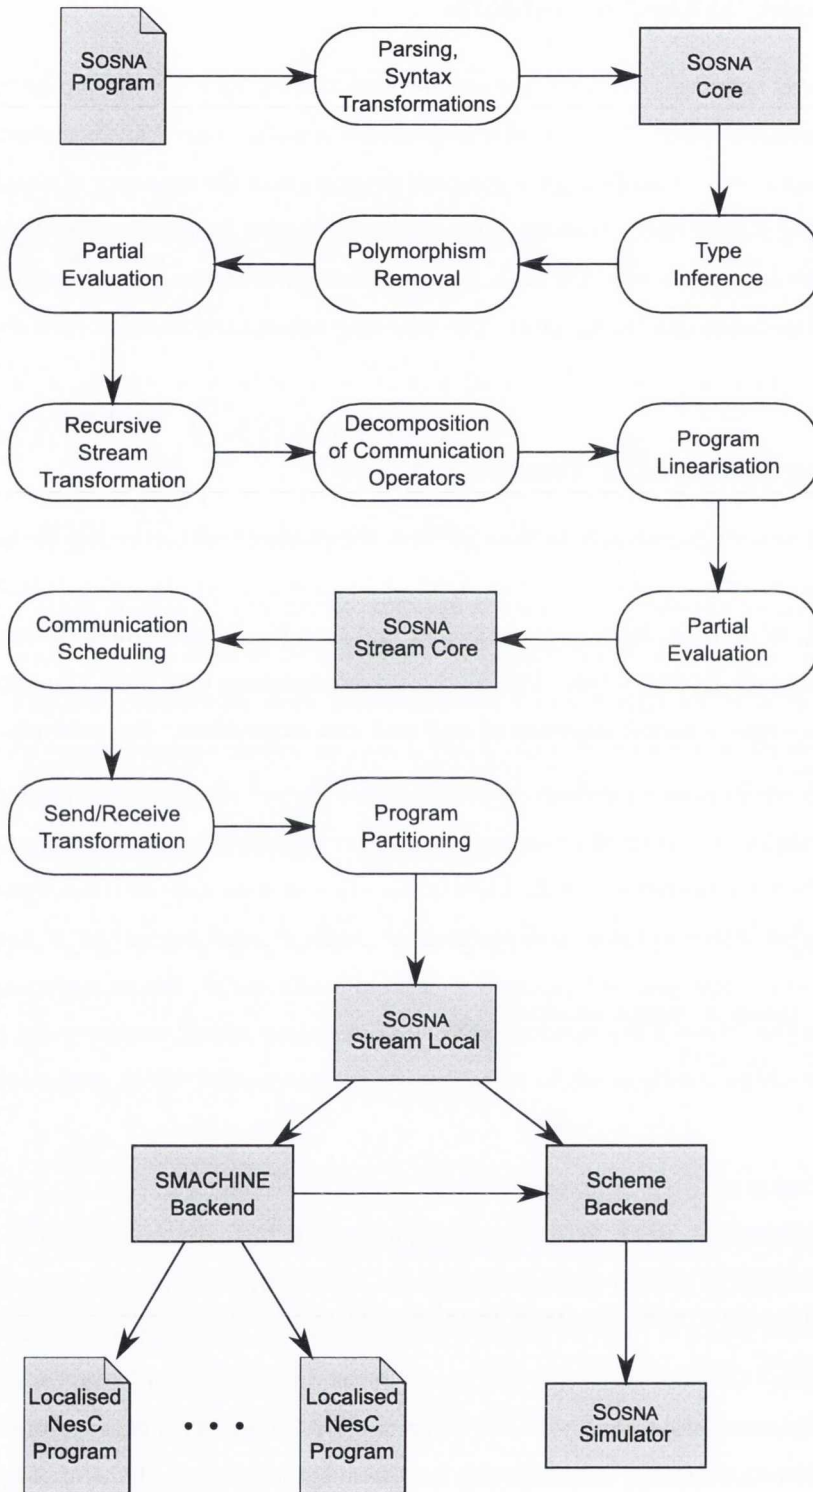 SOSNA
Program
Parsing,
Syntax
Transformations
SOSNA
Core
Partial
Evaluation
Polymorphism
Removal
Type
Inference
Recursive
Stream
Transformation
Decomposition
of Communication
Operators
Program
Linearisation
Communication
Scheduling
SOSNA
Stream Core
Partial
Evaluation
Send/Receive
Transformation
Program
Partitioning
SOSNA
Stream Local
SMACHINE
Backend
Scheme
Backend
Localised
NesC
Program
• • •
Localised
NesC
Program
SOSNA
Simulator